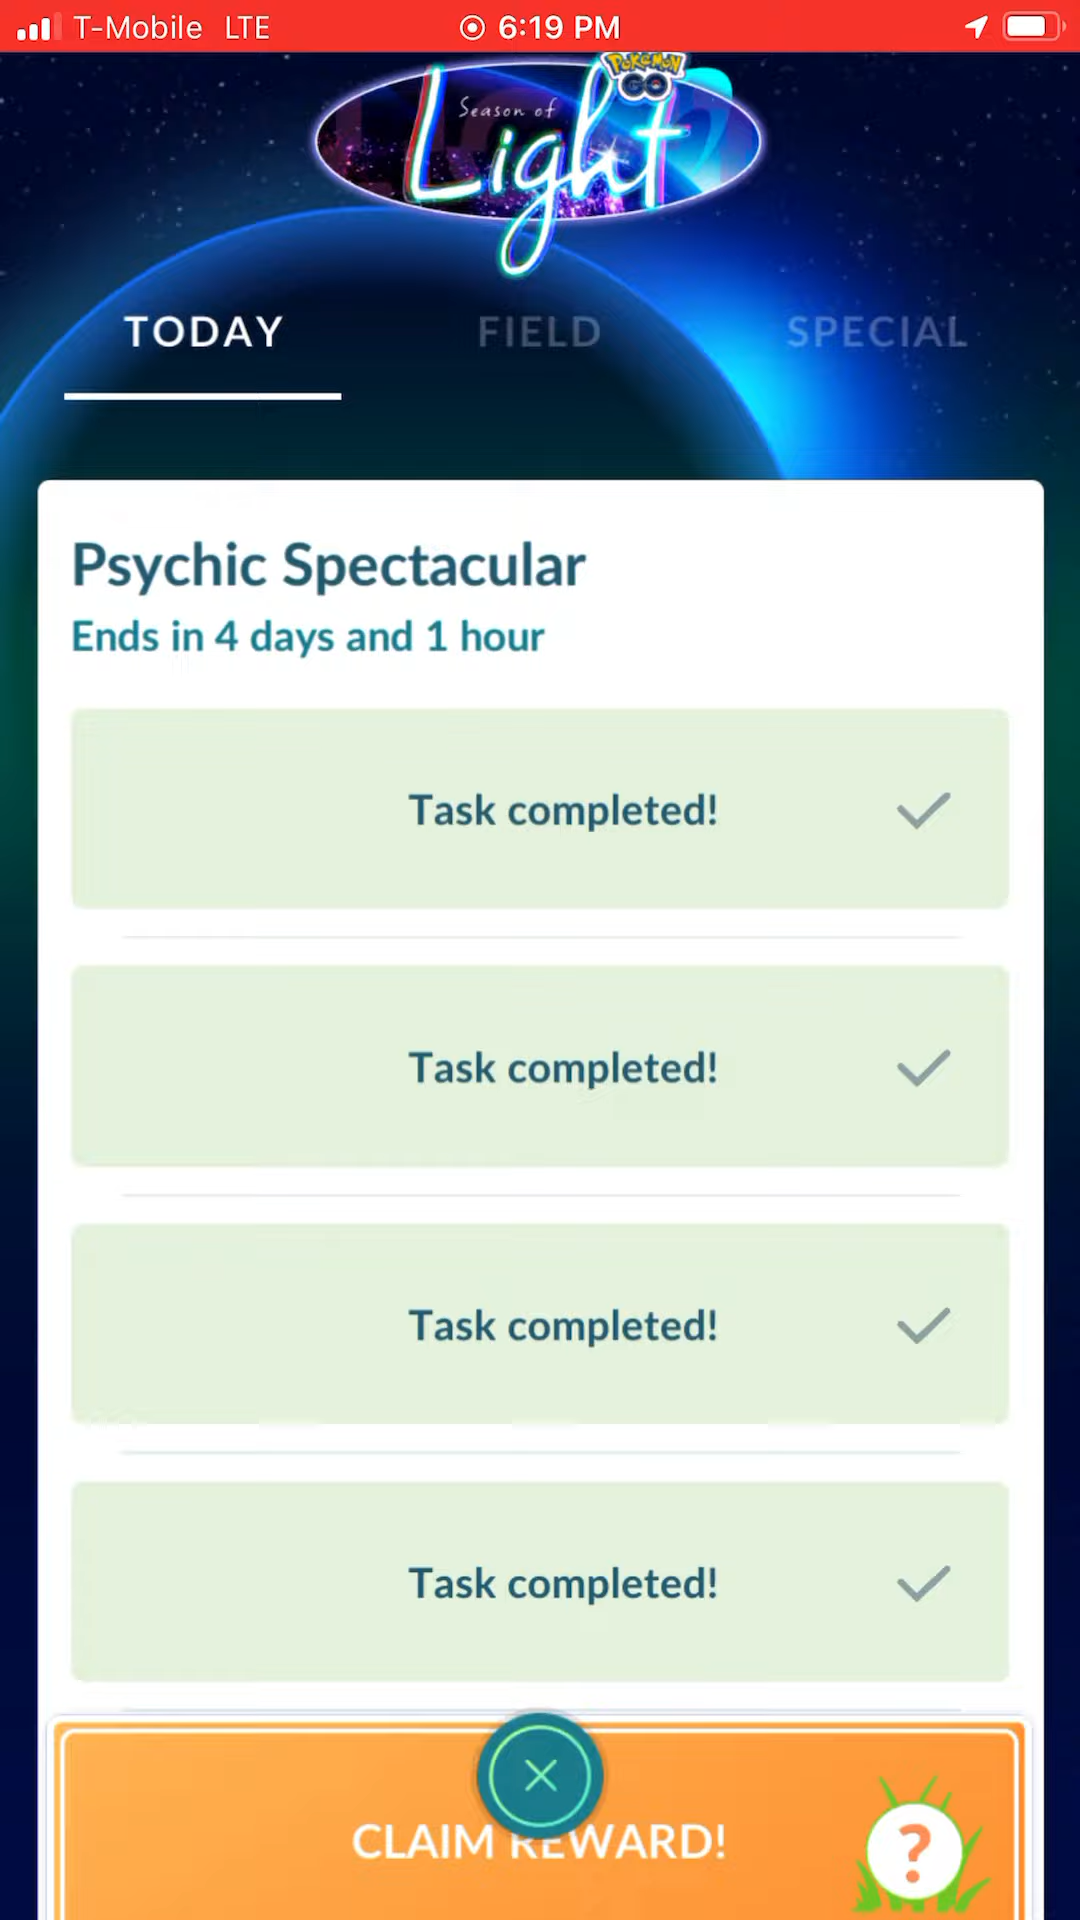 T-Mobile LTE 6:19 PM
Pokémon
GO
Season of
Light
TODAY FIELD SPECIAL
Psychic Spectacular
Ends in 4 days and 1 hour
Task completed!
Task completed!
Task completed!
Task completed!
CLAIM REWARD! ?